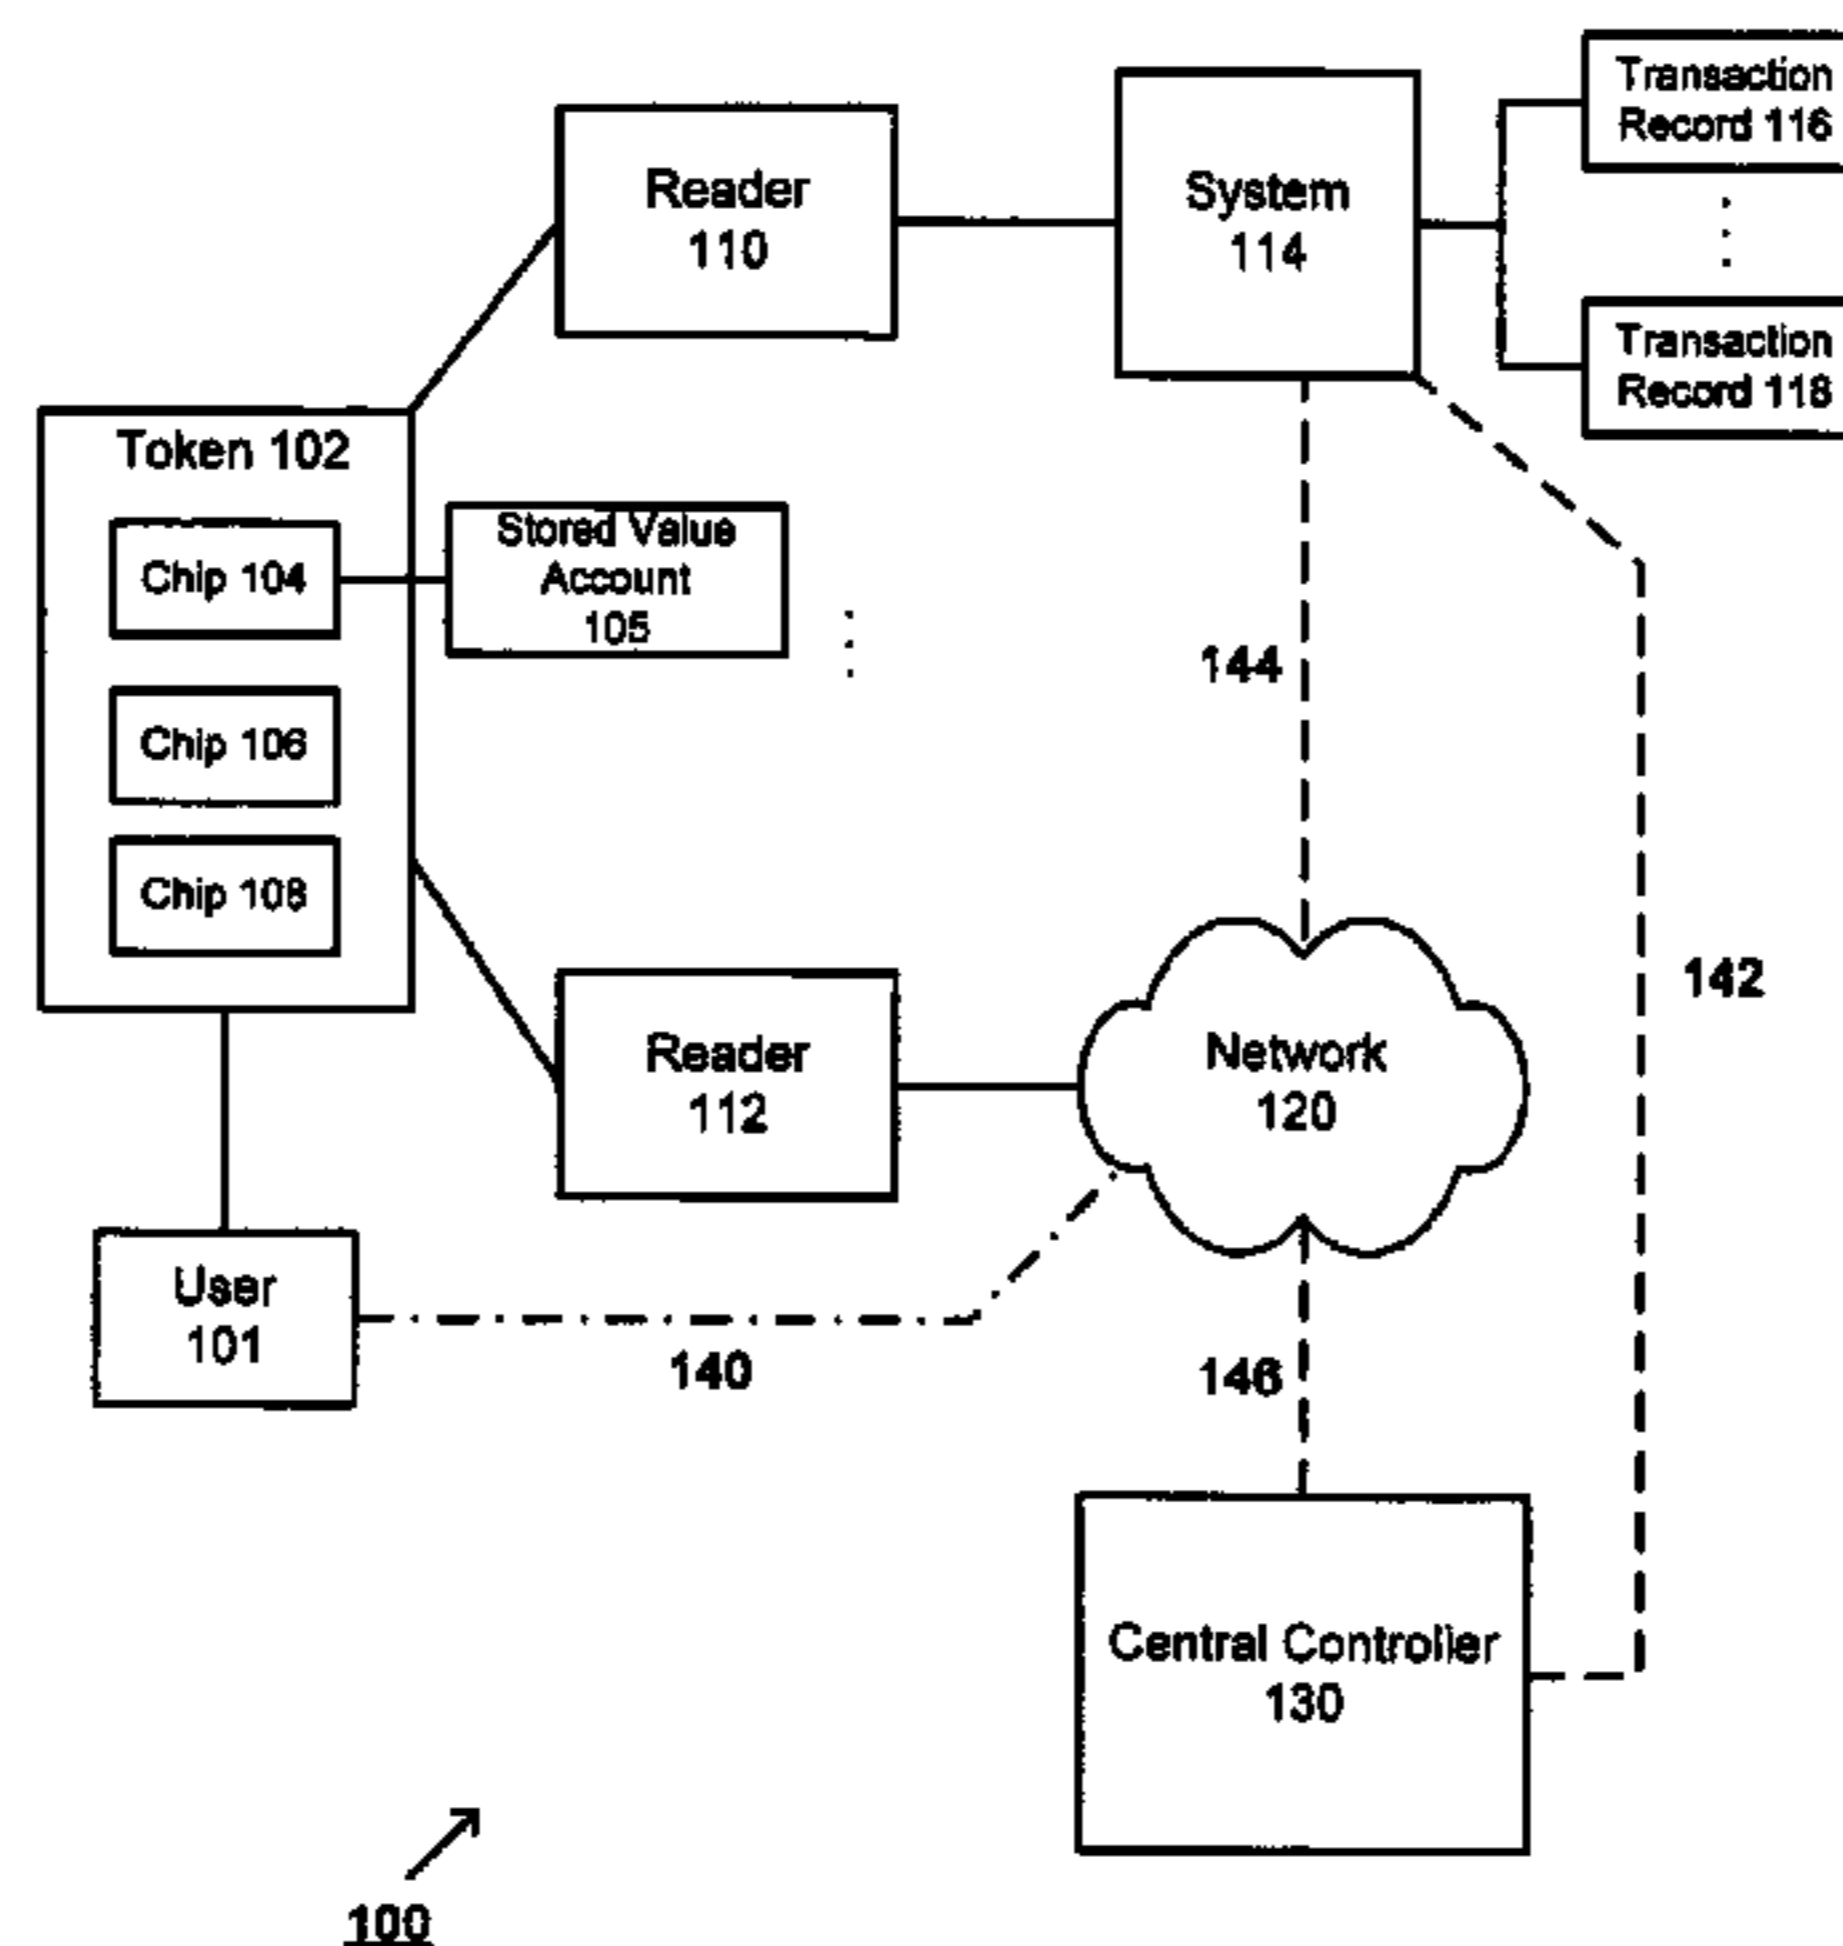 Transaction
Record 116
Reader
110
System
114
Transaction
Record 118
Token 102
Chip 104
Stored Value
Account
105
Chip 106
Chip 108
144
142
Reader
112
Network
120
User
101
140
146
Central Controller
130
100